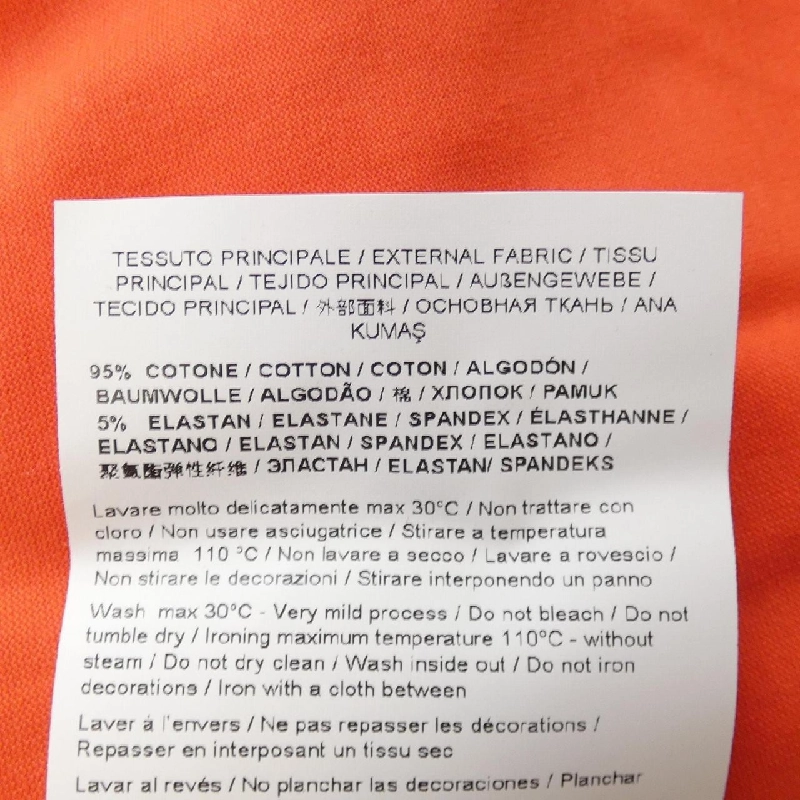 TESSUTO PRINCIPALE / EXTERNAL FABRIC / TISSU
PRINCIPAL / TEJIDO PRINCIPAL / AUßENGEWEBE /
TECIDO PRINCIPAL / 外部面料 / ОСНОВНАЯ ТКАНЬ / ANA
KUMAŞ
95% COTONE / COTTON / COTON / ALGODÓN /
BAUMWOLLE / ALGODÃO / 棉 / ХЛОПОК / PAMUK
5% ELASTAN / ELASTANE / SPANDEX / ÉLASTHANNE /
ELASTANO / ELASTAN / SPANDEX / ELASTANO /
聚氨酯弹性纤维 / ЭЛАСТАН / ELASTAN/ SPANDEKS
Lavare molto delicatamente max 30°C / Non trattare con
cloro / Non usare asciugatrice / Stirare a temperatura
massima 110 °C / Non lavare a secco / Lavare a rovescio /
Non stirare le decorazioni / Stirare interponendo un panno
Wash max 30°C - Very mild process / Do not bleach / Do not
tumble dry / Ironing maximum temperature 110°C - without
steam / Do not dry clean / Wash inside out / Do not iron
decorations / Iron with a cloth between
Laver á l'envers / Ne pas repasser les décorations /
Repasser en interposant un tissu sec
Lavar al revés / No planchar las decoraciones / Planchar